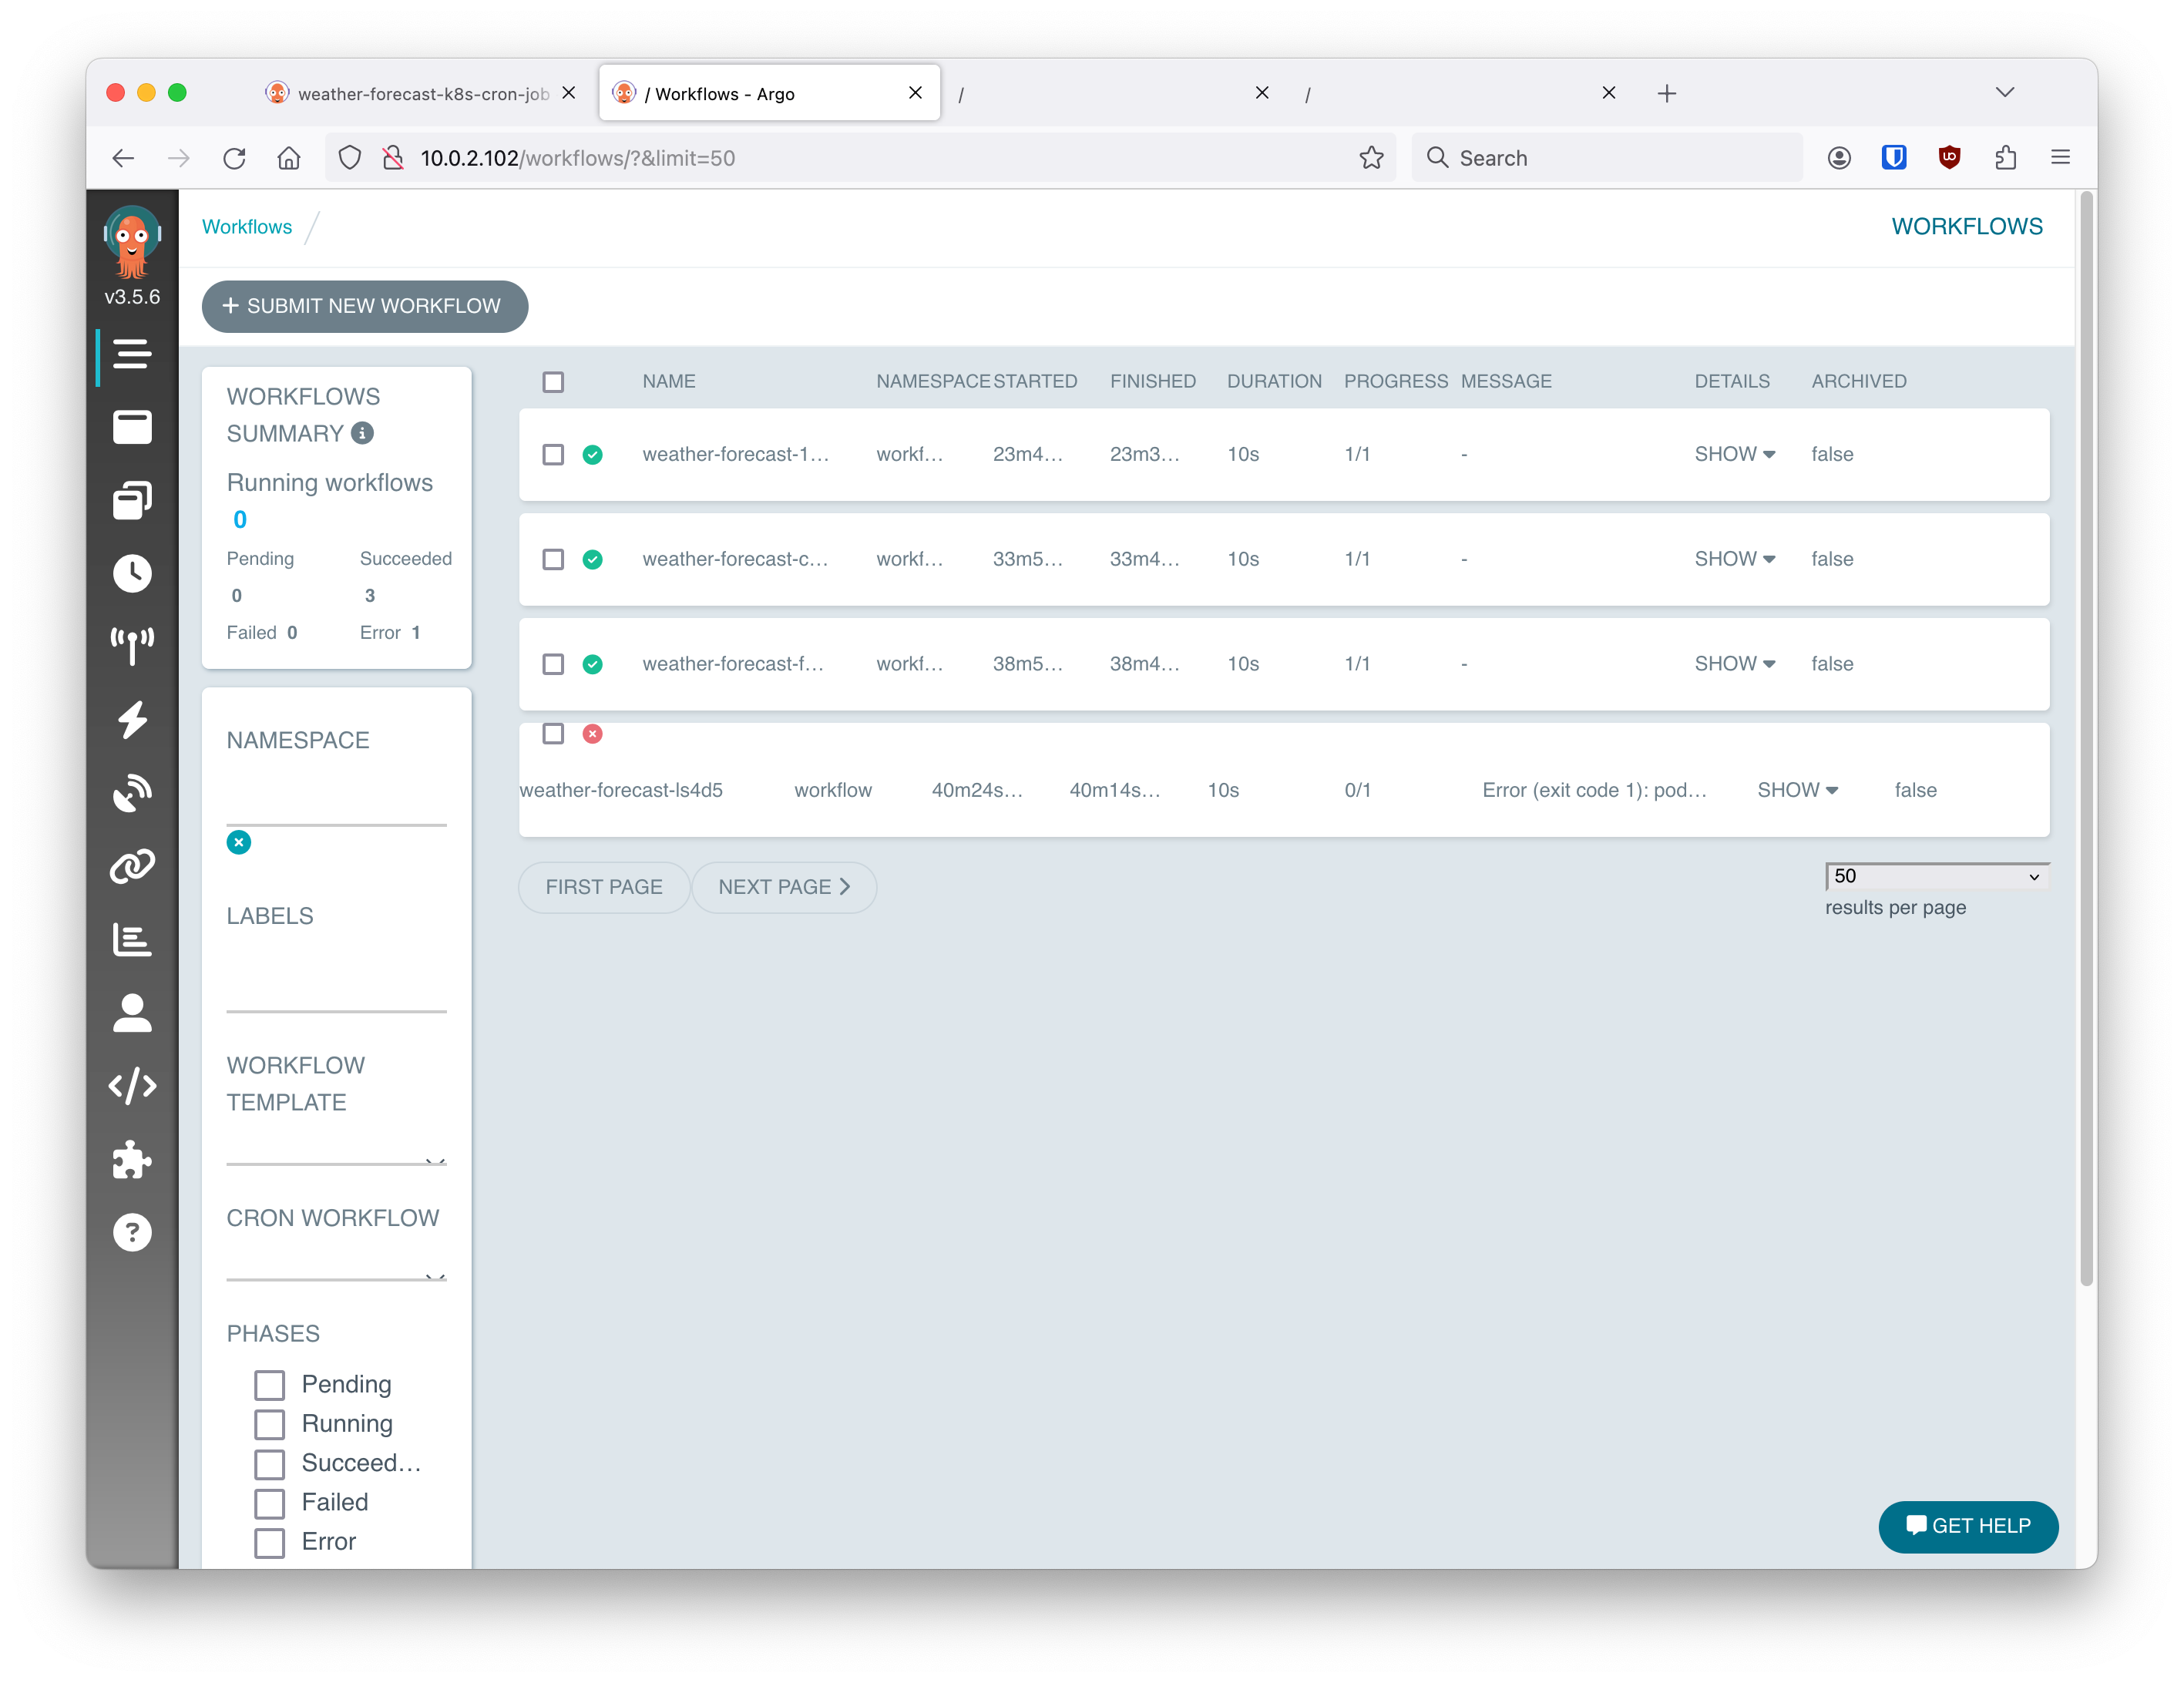 weather-forecast-k8s-cron-job
/ Workflows - Argo
/
/
10.0.2.102/workflows/?&limit=50
Search
v3.5.6
Workflows
WORKFLOWS
+ SUBMIT NEW WORKFLOW
WORKFLOWS
SUMMARY
Running workflows
0
Pending Succeeded
0 3
Failed 0 Error 1
NAMESPACE
LABELS
WORKFLOW
TEMPLATE
CRON WORKFLOW
PHASES
Pending
Running
Succeed...
Failed
Error
NAME NAMESPACE STARTED FINISHED DURATION PROGRESS MESSAGE DETAILS ARCHIVED
weather-forecast-1... workf... 23m4... 23m3... 10s 1/1 - SHOW false
weather-forecast-c... workf... 33m5... 33m4... 10s 1/1 - SHOW false
weather-forecast-f... workf... 38m5... 38m4... 10s 1/1 - SHOW false
weather-forecast-ls4d5 workflow 40m24s... 40m14s... 10s 0/1 Error (exit code 1): pod... SHOW false
FIRST PAGE NEXT PAGE
50
results per page
GET HELP